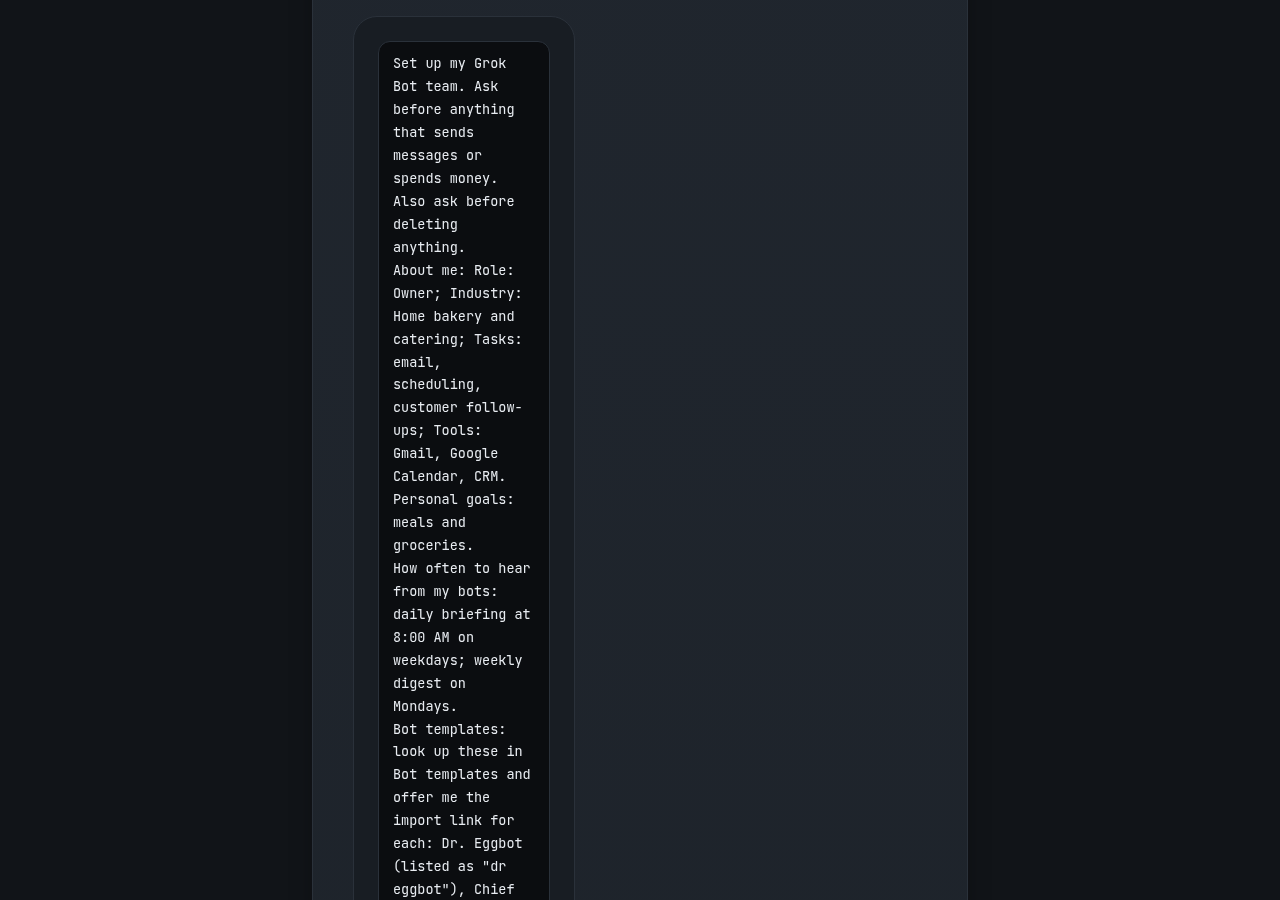 Set up my Grok
Bot team. Ask
before anything
that sends
messages or
spends money.
Also ask before
deleting
anything.
About me: Role:
Owner; Industry:
Home bakery and
catering; Tasks:
email,
scheduling,
customer follow-
ups; Tools:
Gmail, Google
Calendar, CRM.
Personal goals:
meals and
groceries.
How often to hear
from my bots:
daily briefing at
8:00 AM on
weekdays; weekly
digest on
Mondays.
Bot templates:
look up these in
Bot templates and
offer me the
import link for
each: Dr. Eggbot
(listed as "dr
eggbot"), Chief